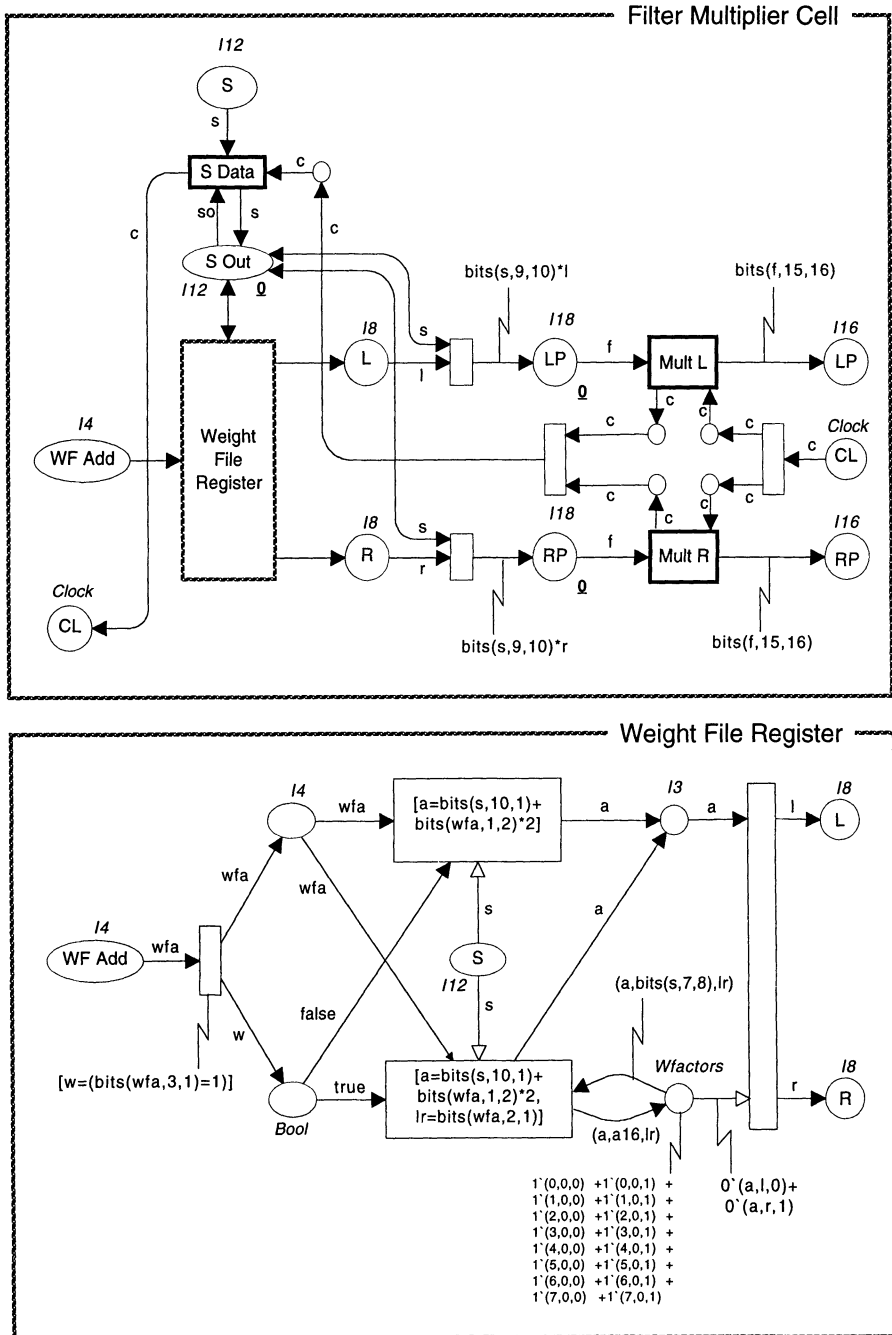 Filter Multiplier Cell
I12
S
s
S Data
c
so
s
c
c
S Out
I12
0
bits(s,9,10)*l
bits(f,15,16)
I8
s
I18
I16
L
l
LP
f
Mult L
LP
0
c
c
I4
Clock
WF Add
Weight
File
Register
c
c
c
CL
c
c
I8
s
I18
c
c
I16
R
r
RP
f
Mult R
RP
0
Clock
CL
bits(s,9,10)*r
bits(f,15,16)
Weight File Register
I4
wfa
[a=bits(s,10,1)+
bits(wfa,1,2)*2]
a
I3
a
l
I8
L
wfa
wfa
s
a
I4
WF Add
wfa
S
I12
false
s
(a,bits(s,7,8),lr)
w
[w=(bits(wfa,3,1)=1)]
true
[a=bits(s,10,1)+
bits(wfa,1,2)*2,
lr=bits(wfa,2,1)]
Wfactors
r
I8
R
Bool
(a,a16,lr)
1`(0,0,0) +1`(0,0,1) +
1`(1,0,0) +1`(1,0,1) +
1`(2,0,0) +1`(2,0,1) +
1`(3,0,0) +1`(3,0,1) +
1`(4,0,0) +1`(4,0,1) +
1`(5,0,0) +1`(5,0,1) +
1`(6,0,0) +1`(6,0,1) +
1`(7,0,0) +1`(7,0,1)
0`(a,l,0)+
0`(a,r,1)